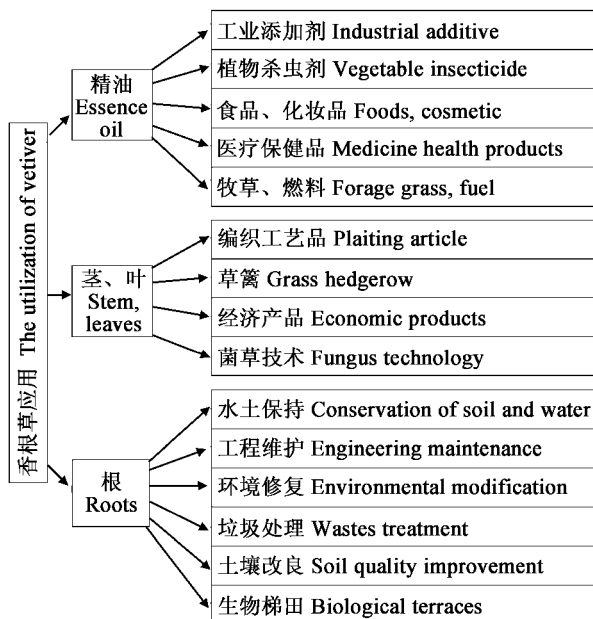 香根草应用 The utilization of vetiver
精油
Essence
oil
工业添加剂 Industrial additive
植物杀虫剂 Vegetable insecticide
食品、化妆品 Foods, cosmetic
医疗保健品 Medicine health products
牧草、燃料 Forage grass, fuel
茎、叶
Stem,
leaves
编织工艺品 Plaiting article
草篱 Grass hedgerow
经济产品 Economic products
菌草技术 Fungus technology
根
Roots
水土保持 Conservation of soil and water
工程维护 Engineering maintenance
环境修复 Environmental modification
垃圾处理 Wastes treatment
土壤改良 Soil quality improvement
生物梯田 Biological terraces